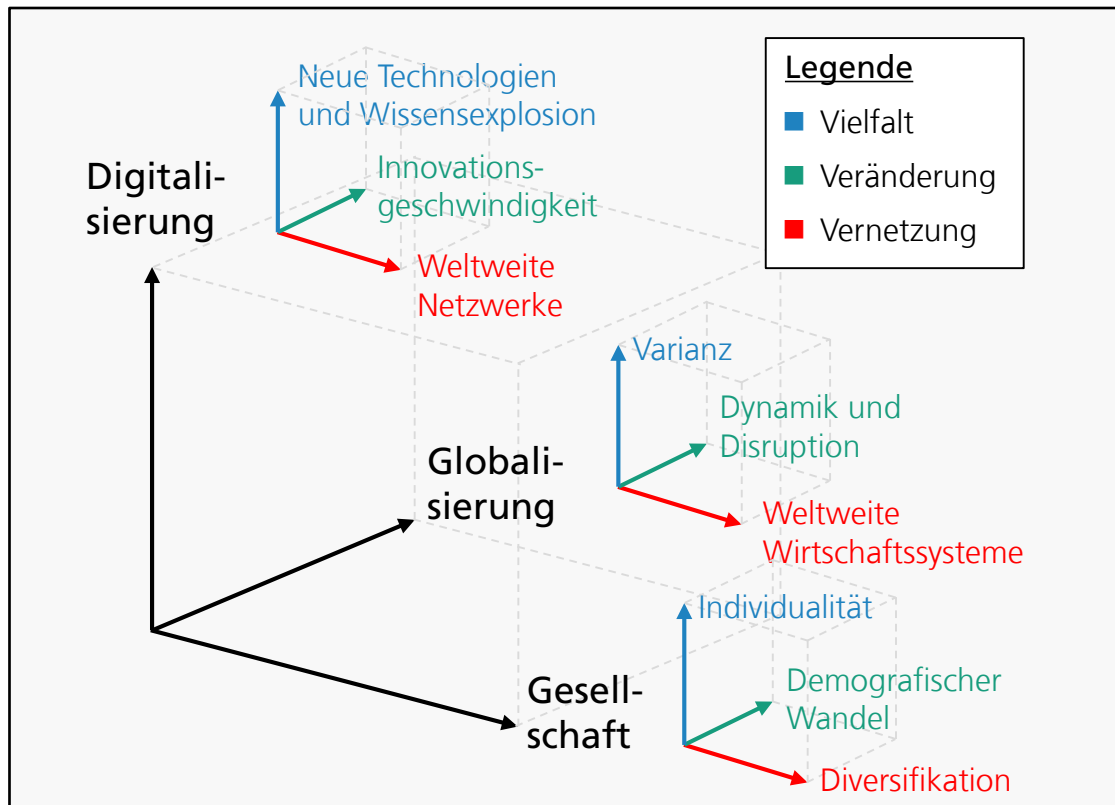 Neue Technologien
und Wissensexplosion
Innovations-
geschwindigkeit
Weltweite
Netzwerke
Digitali-
sierung
Legende
Vielfalt
Veränderung
Vernetzung
Varianz
Dynamik und
Disruption
Weltweite
Wirtschaftssysteme
Globali-
sierung
Individualität
Demografischer
Wandel
Diversifikation
Gesell-
schaft